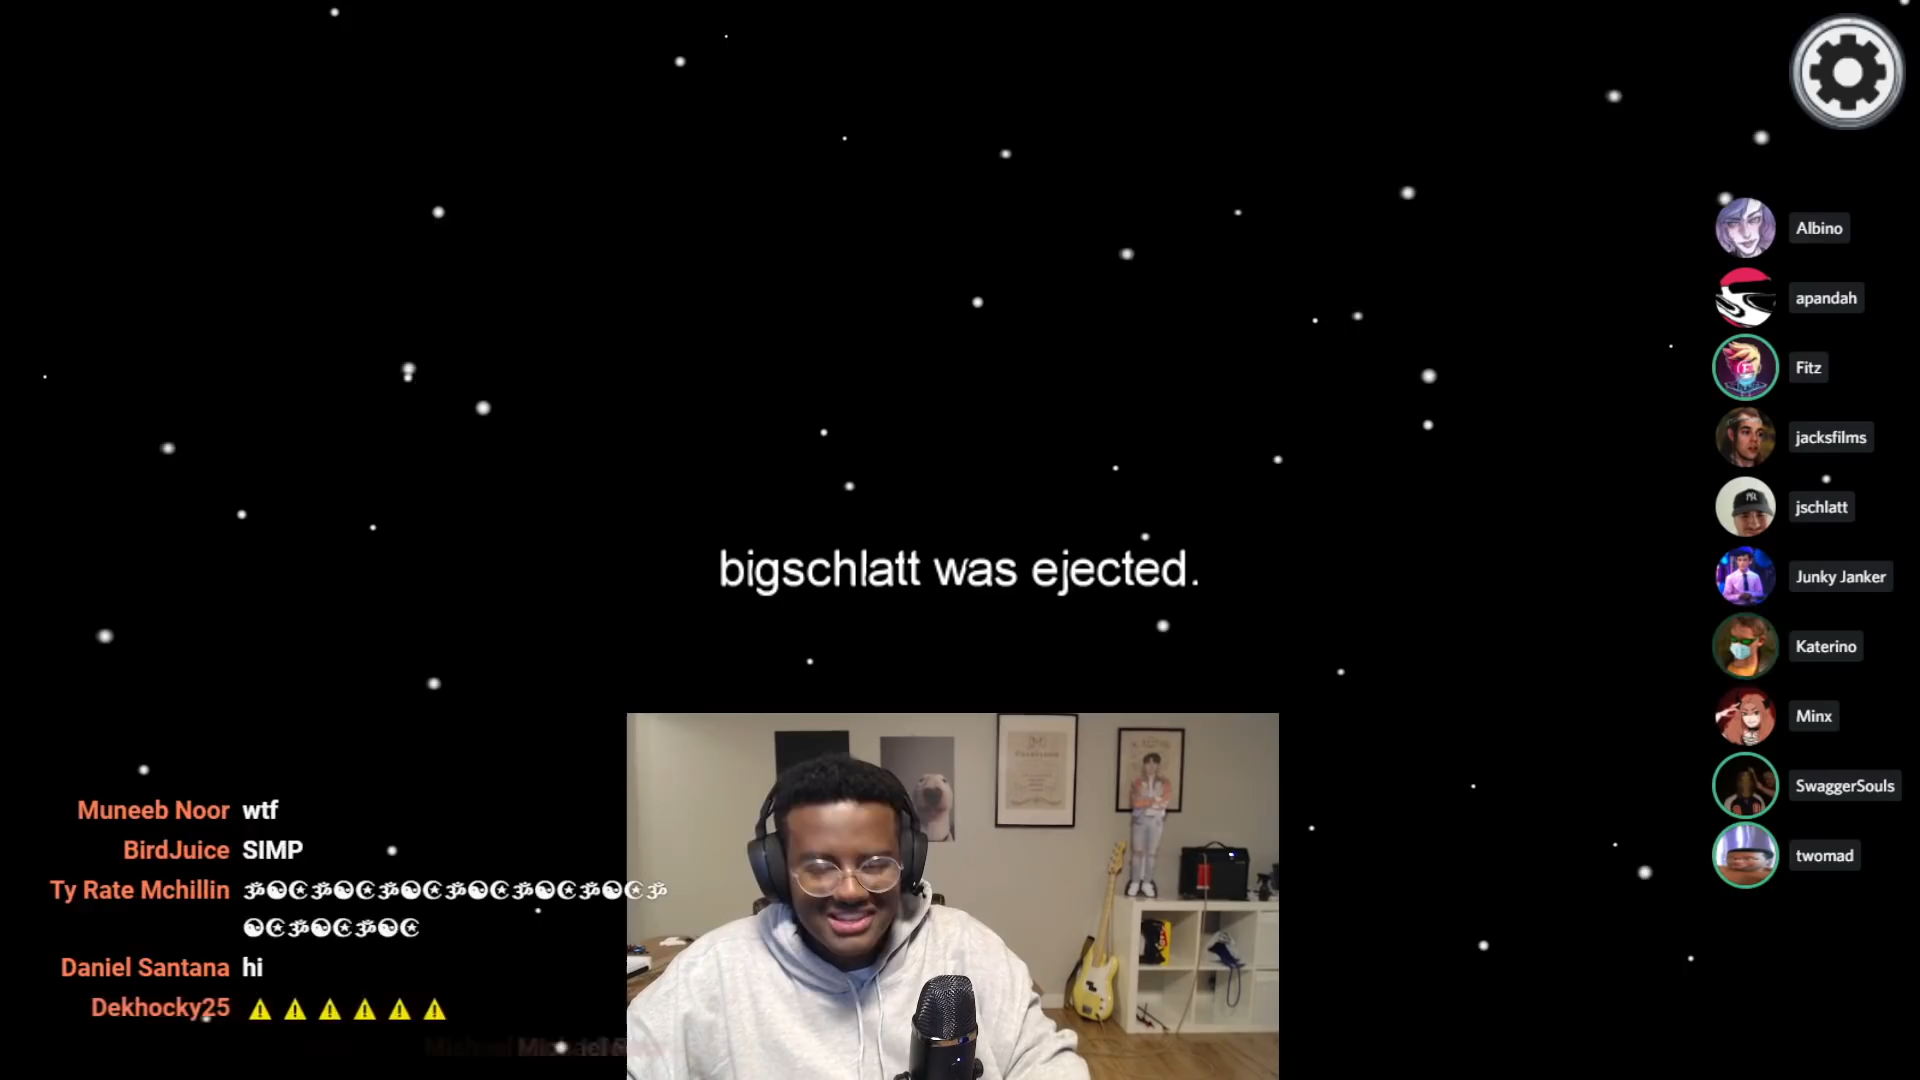 Albino
apandah
Fitz
jacksfilms
jschlatt
Junky Janker
Katerino
Minx
SwaggerSouls
twomad
bigschlatt was ejected.
Muneeb Noor wtf
BirdJuice SIMP
Ty Rate Mchillin ॐ☯☪ॐ☯☪ॐ☯☪ॐ☯☪ॐ☯☪ॐ☯☪ॐ
☯☪ॐ☯☪ॐ☯☪
Daniel Santana hi
Dekhocky25 ⚠ ⚠ ⚠ ⚠ ⚠ ⚠